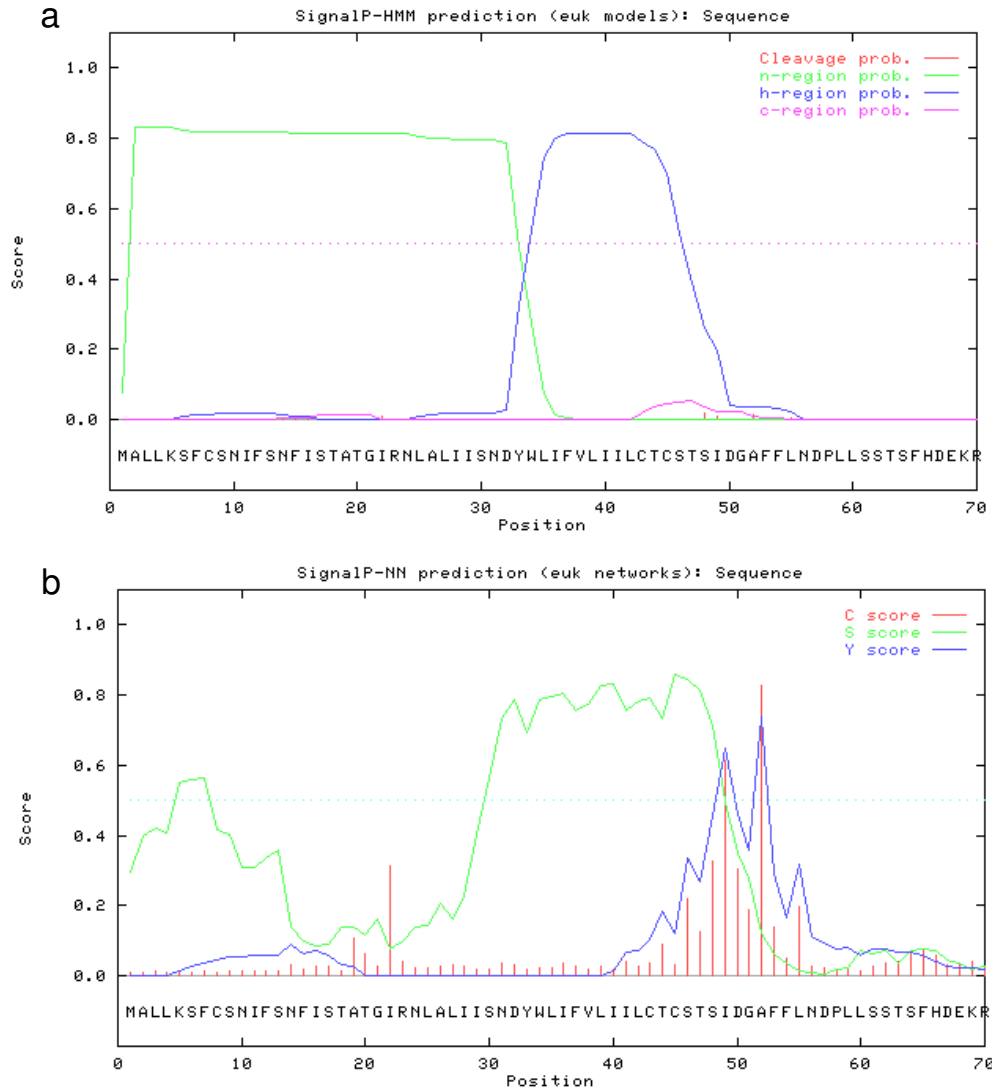 a
SignalP-HMM prediction (euk models): Sequence
Cleavage prob.
n-region prob.
h-region prob.
c-region prob.
1.0
0.8
0.6
0.4
0.2
0.0
Score
MALLKSFCSNIFSNFISTATGIRNLALIISNDYWLIFVLIILCTCSTSIDGAFFLNDPLLSSTSFHDEKR
0 10 20 30 40 50 60 70
Position
b
SignalP-NN prediction (euk networks): Sequence
C score
S score
Y score
1.0
0.8
0.6
0.4
0.2
0.0
Score
MALLKSFCSNIFSNFISTATGIRNLALIISNDYWLIFVLIILCTCSTSIDGAFFLNDPLLSSTSFHDEKR
0 10 20 30 40 50 60 70
Position